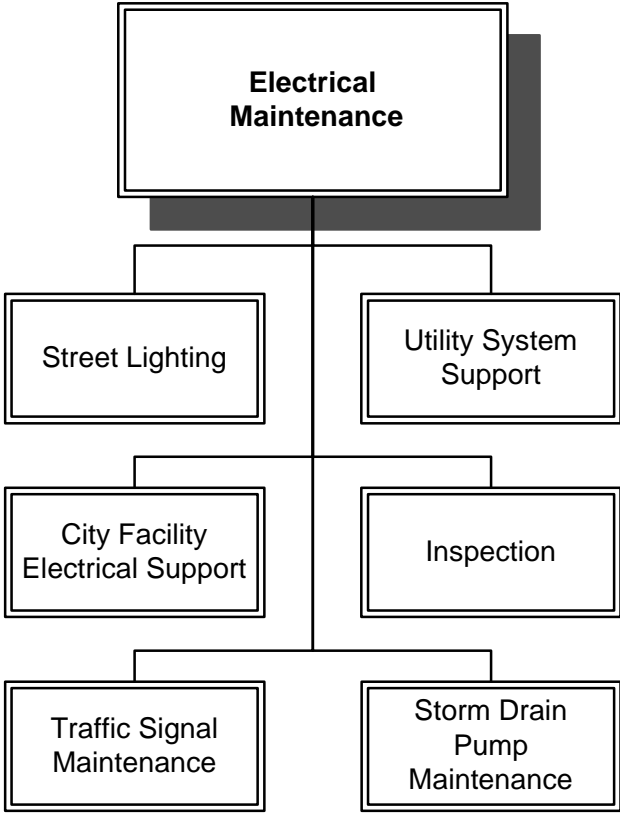 Electrical
Maintenance
Street Lighting
Utility System
Support
City Facility
Electrical Support
Inspection
Traffic Signal
Maintenance
Storm Drain
Pump
Maintenance